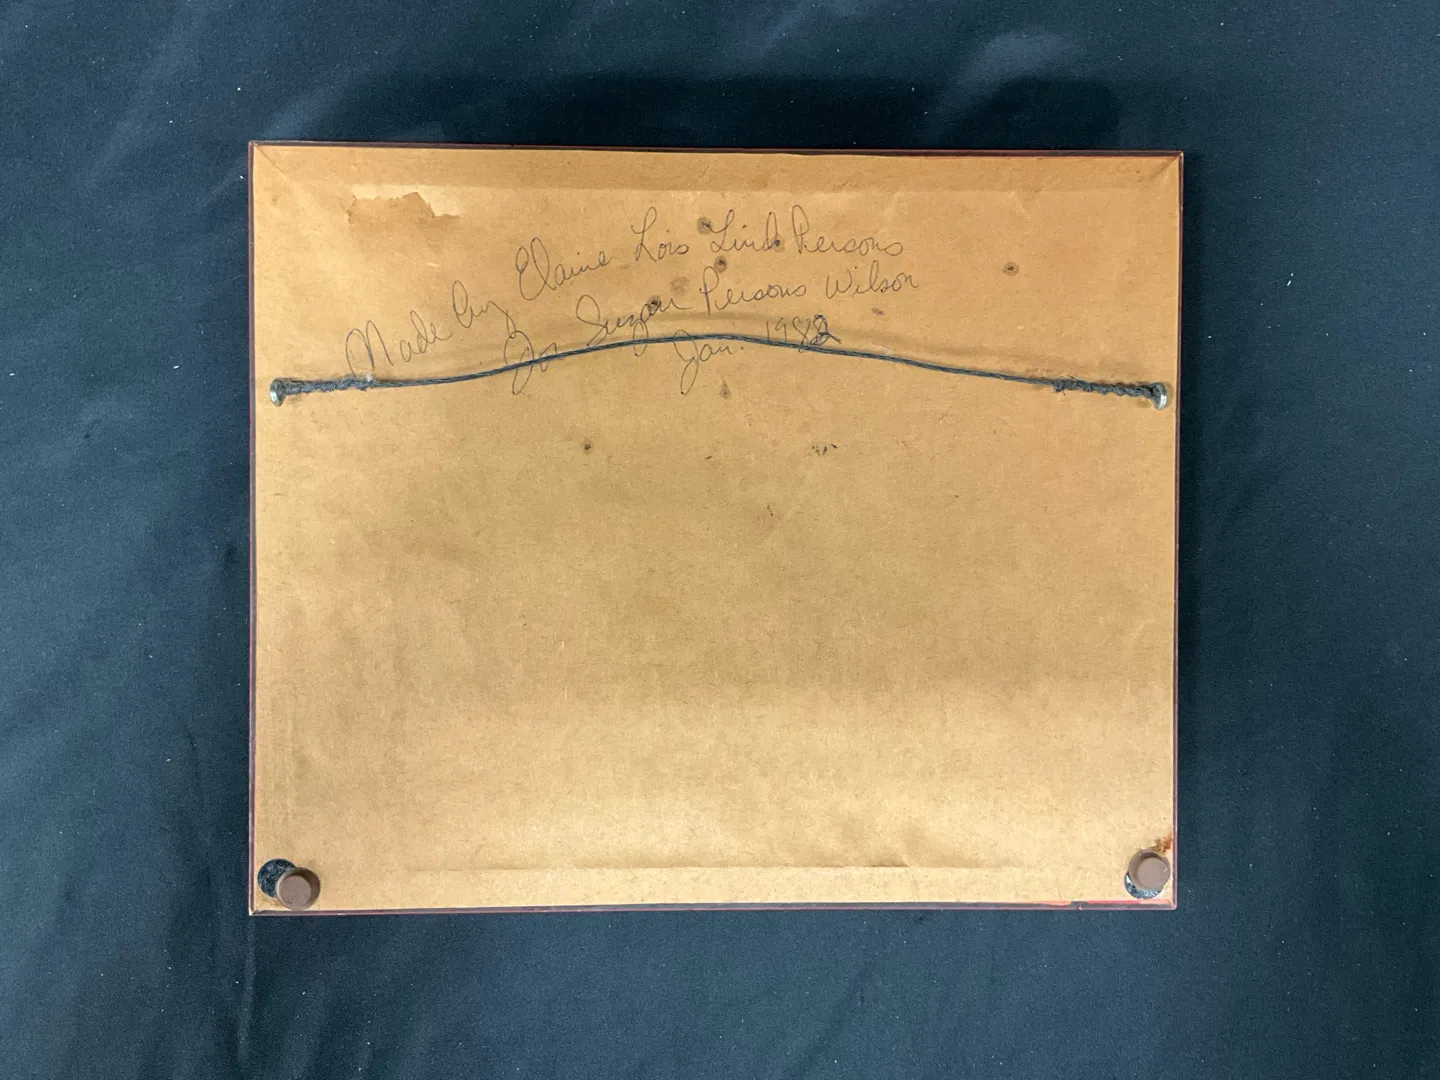 Made by Elaine Lois Lind Persons
For Suzan Persons Wilson
Jan. 1982